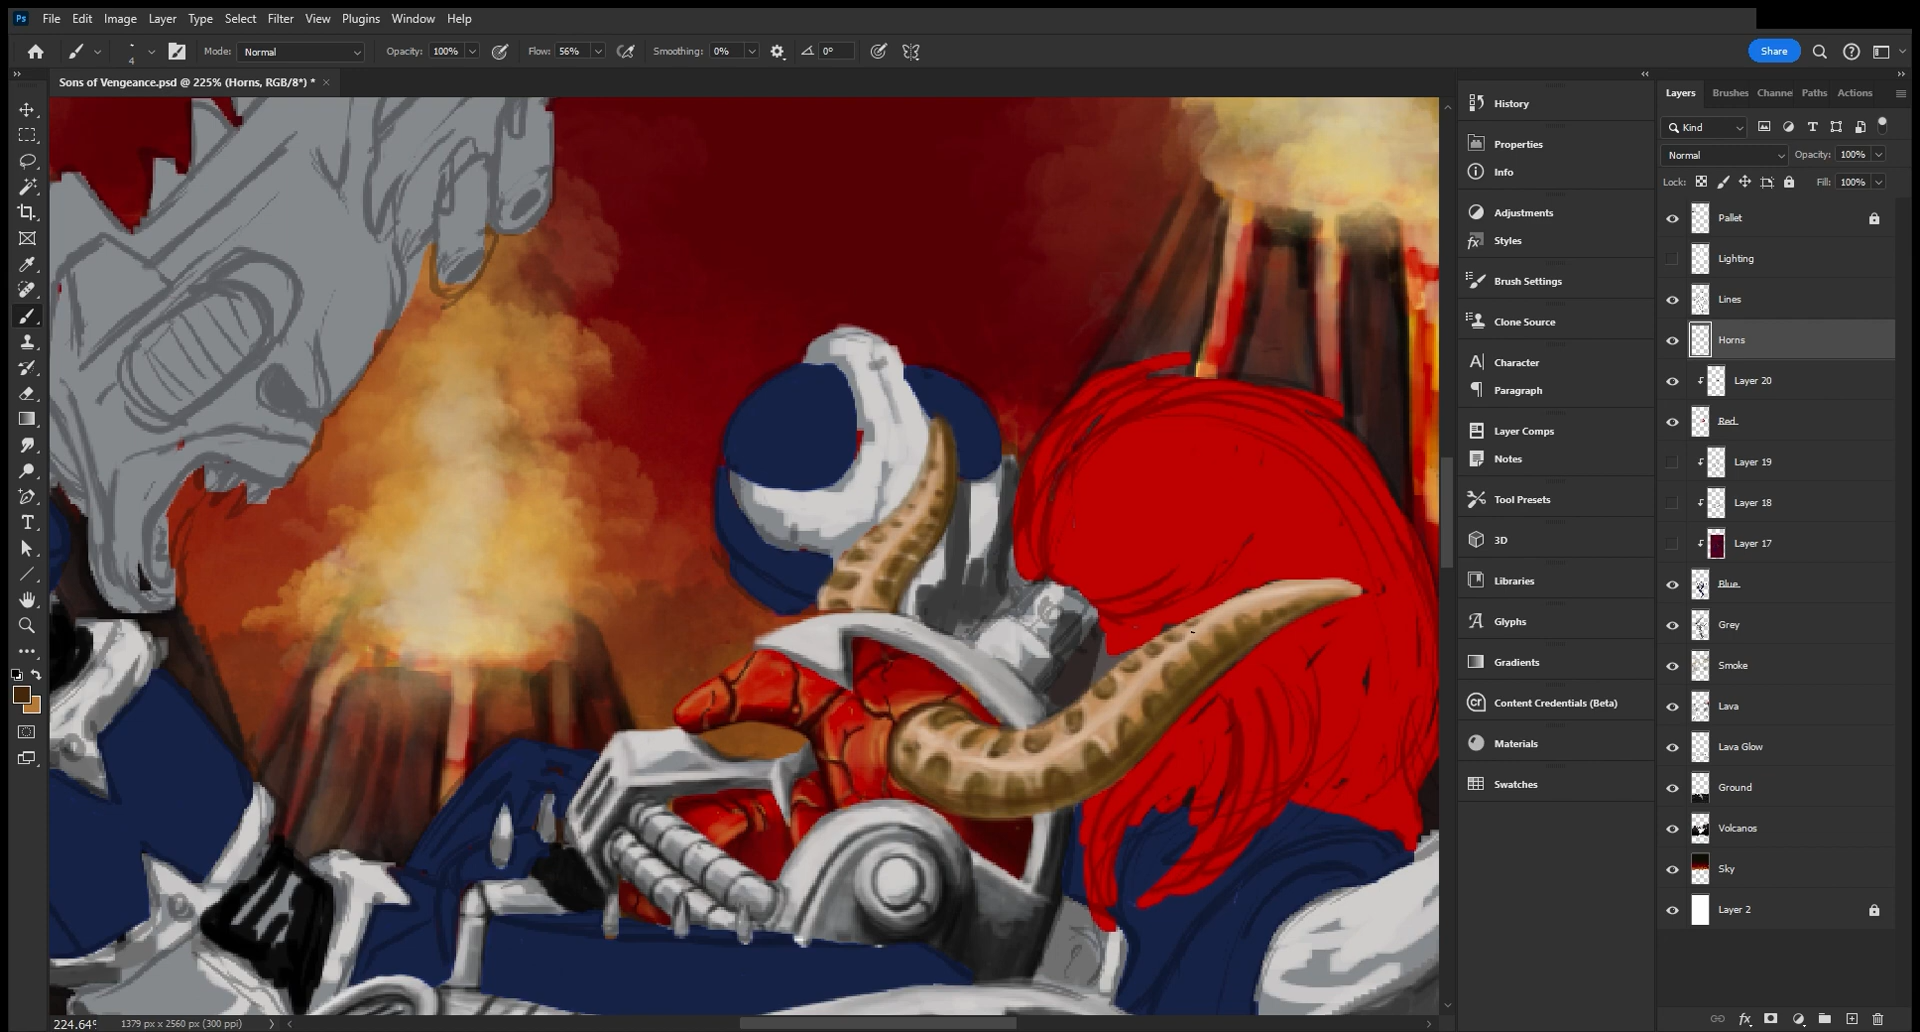 Ps File Edit Image Layer Type Select Filter View Plugins Window Help
4 Mode: Normal Opacity: 100% Flow: 56% Smoothing: 0% 0° Share
Sons of Vengeance.psd @ 225% (Horns, RGB/8*) * ×
History
Properties
Info
Adjustments
Styles
Brush Settings
Clone Source
Character
Paragraph
Layer Comps
Notes
Tool Presets
3D
Libraries
Glyphs
Gradients
Content Credentials (Beta)
Materials
Swatches
Layers Brushes Channe Paths Actions
Kind
Normal Opacity: 100%
Lock: Fill: 100%
Pallet
Lighting
Lines
Horns
Layer 20
Red
Layer 19
Layer 18
Layer 17
Blue
Grey
Smoke
Lava
Lava Glow
Ground
Volcanos
Sky
Layer 2
224.64% 1379 px x 2560 px (300 ppi)